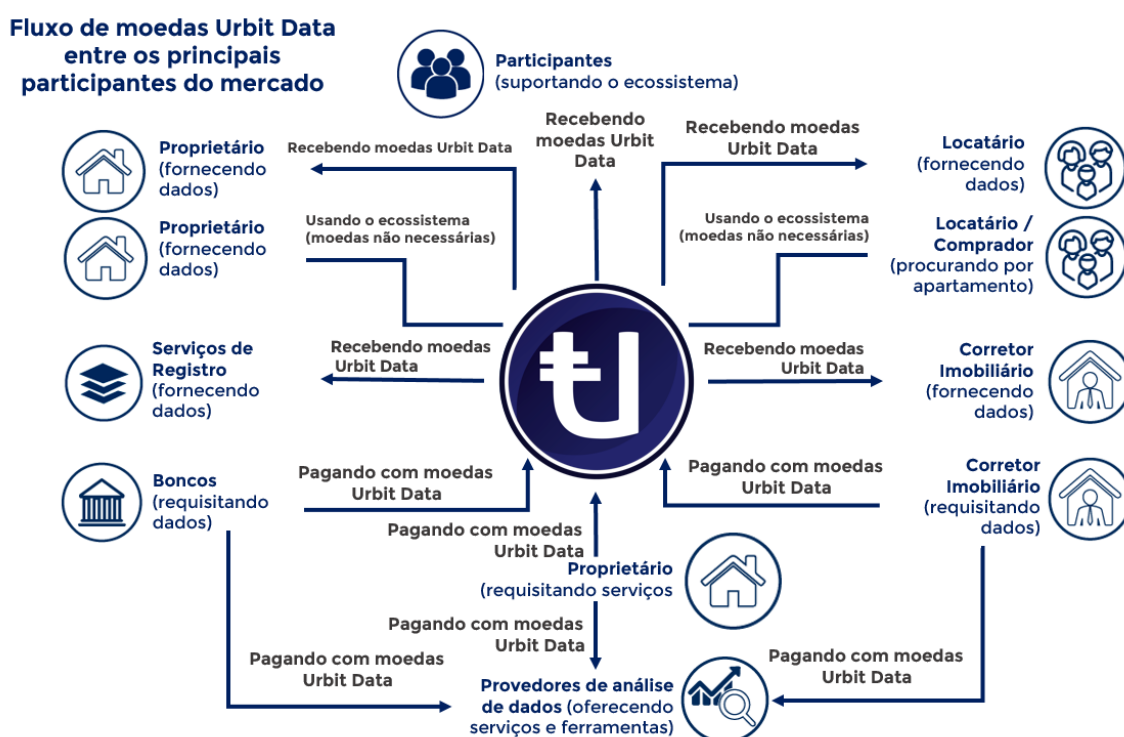 Fluxo de moedas Urbit Data
entre os principais
participantes do mercado
Participantes
(suportando o ecossistema)
Proprietário
(fornecendo
dados)
Recebendo moedas Urbit Data
Recebendo
moedas Urbit
Data
Recebendo moedas
Urbit Data
Locatário
(fornecendo
dados)
Proprietário
(fornecendo
dados)
Usando o ecossistema
(moedas não necessárias)
Usando o ecossistema
(moedas não necessárias)
Locatário /
Comprador
(procurando por
apartamento)
Serviços de
Registro
(fornecendo
dados)
Recebendo moedas
Urbit Data
Recebendo moedas
Urbit Data
Corretor
Imobiliário
(fornecendo
dados)
Boncos
(requisitando
dados)
Pagando com moedas
Urbit Data
Pagando com moedas
Urbit Data
Corretor
Imobiliário
(requisitando
dados)
Pagando com moedas
Urbit Data
Proprietário
(requisitando serviços
Pagando com moedas
Urbit Data
Pagando com moedas
Urbit Data
Pagando com moedas
Urbit Data
Provedores de análise
de dados (oferecendo
serviços e ferramentas)